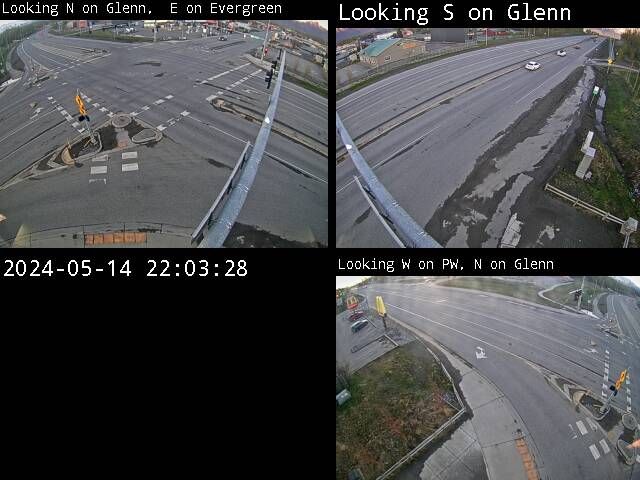 Looking N on Glenn,  E on Evergreen
Looking S on Glenn
2024-05-14 22:03:28
Looking W on PW, N on Glenn